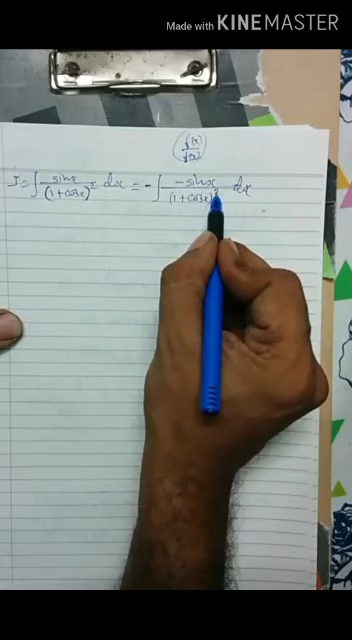 Made with KINEMASTER
f'(x)/f(x)
I = ∫ sinx/(1+cosx)² dx = -∫ -sinx/(1+cosx)² dx